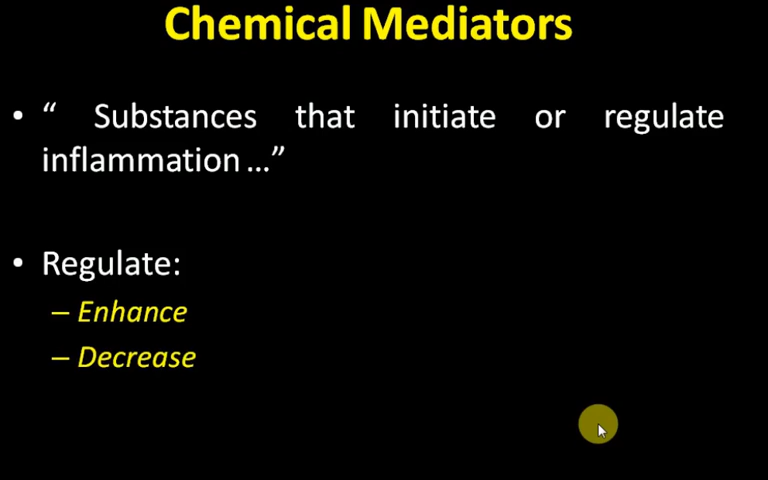 Chemical Mediators
• “ Substances that initiate or regulate
inflammation ...”
• Regulate:
– Enhance
– Decrease